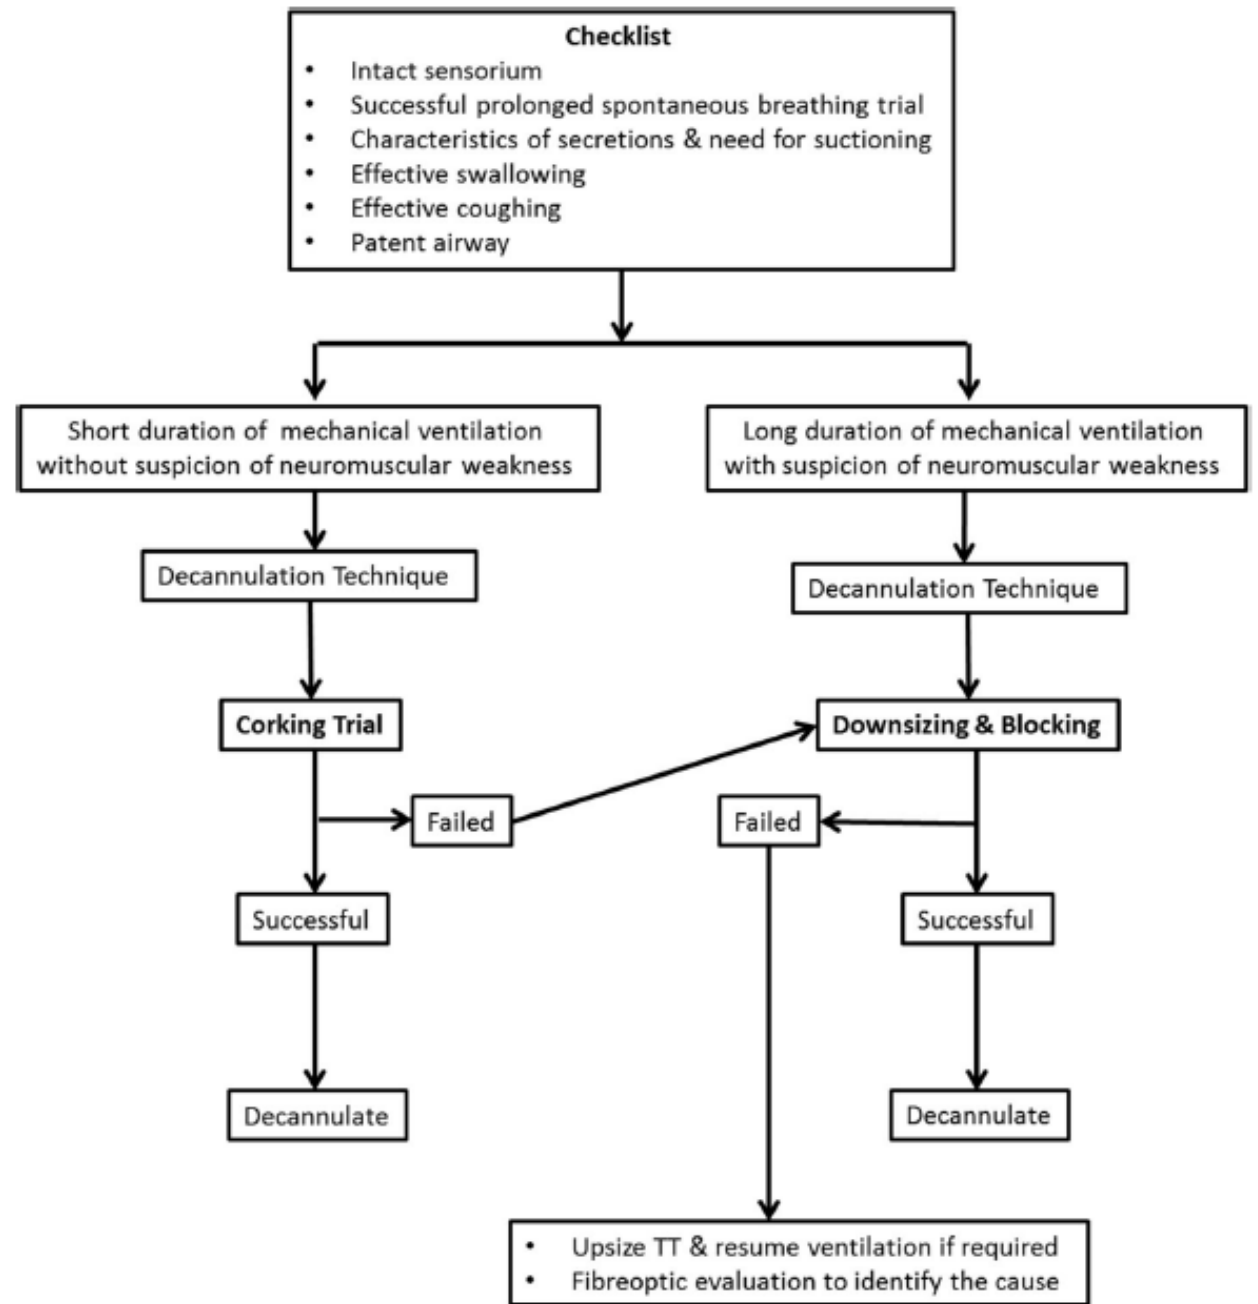 Checklist
• Intact sensorium
• Successful prolonged spontaneous breathing trial
• Characteristics of secretions & need for suctioning
• Effective swallowing
• Effective coughing
• Patent airway
Short duration of mechanical ventilation
without suspicion of neuromuscular weakness
Long duration of mechanical ventilation
with suspicion of neuromuscular weakness
Decannulation Technique
Decannulation Technique
Corking Trial
Downsizing & Blocking
Failed
Failed
Successful
Successful
Decannulate
Decannulate
• Upsize TT & resume ventilation if required
• Fibreoptic evaluation to identify the cause